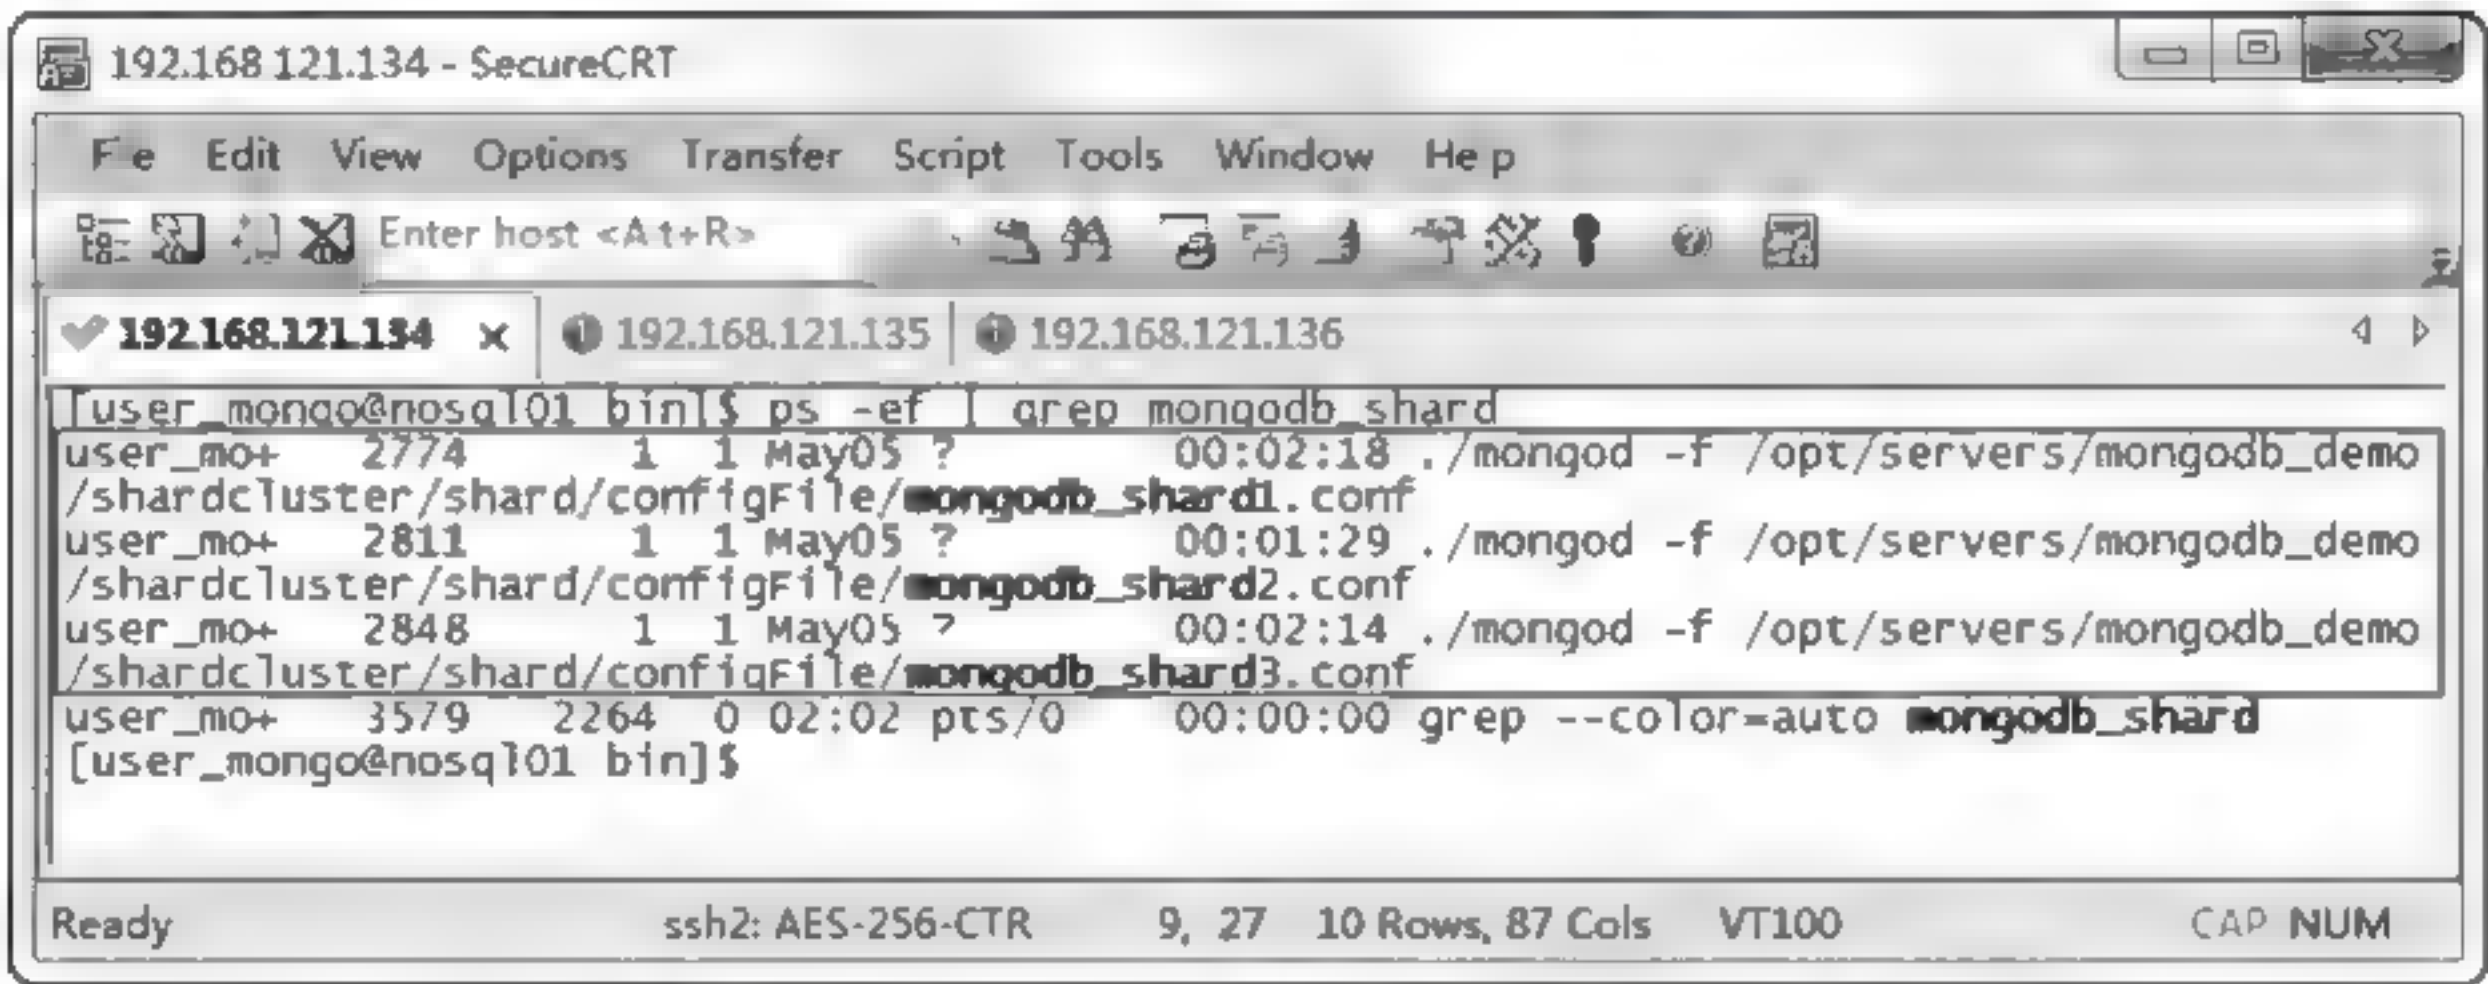 192.168 121.134 - SecureCRT
F e Edit View Options Transfer Script Tools Window He p
Enter host <A t+R>
192.168.121.134 192.168.121.135 192.168.121.136
[user_mongo@nosql01 bin]$ ps -ef | grep mongodb_shard
user_mo+ 2774 1 1 May05 ? 00:02:18 ./mongod -f /opt/servers/mongodb_demo
/shardcluster/shard/configFile/mongodb_shard1.conf
user_mo+ 2811 1 1 May05 ? 00:01:29 ./mongod -f /opt/servers/mongodb_demo
/shardcluster/shard/configFile/mongodb_shard2.conf
user_mo+ 2848 1 1 May05 ? 00:02:14 ./mongod -f /opt/servers/mongodb_demo
/shardcluster/shard/configFile/mongodb_shard3.conf
user_mo+ 3579 2264 0 02:02 pts/0 00:00:00 grep --color=auto mongodb_shard
[user_mongo@nosql01 bin]$
Ready ssh2: AES-256-CTR 9, 27 10 Rows, 87 Cols VT100 CAP NUM